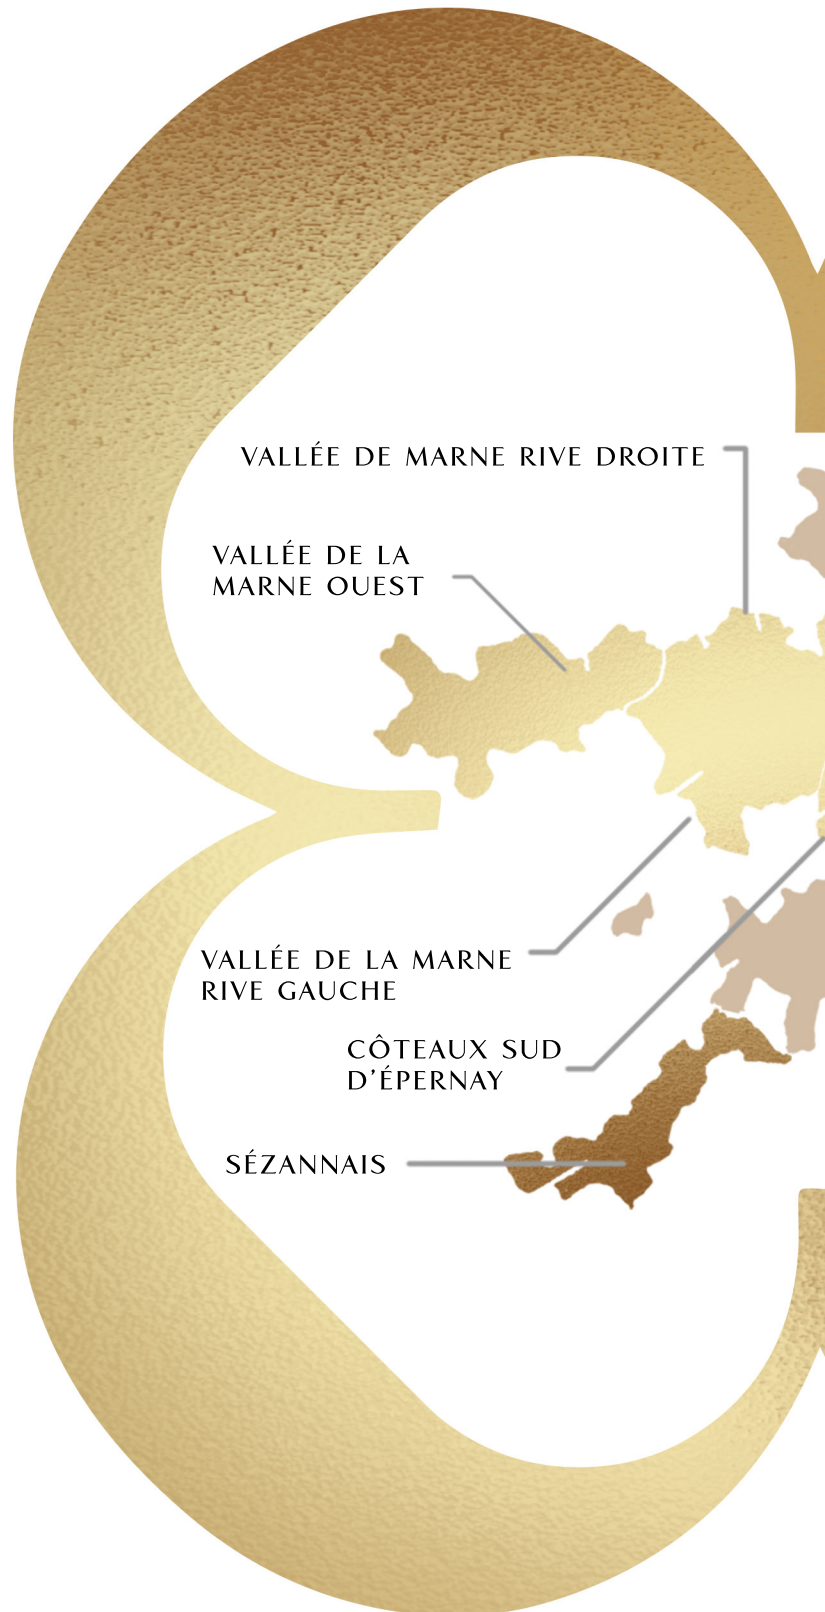 VALLÉE DE MARNE RIVE DROITE
VALLÉE DE LA
MARNE OUEST
VALLÉE DE LA MARNE
RIVE GAUCHE
CÔTEAUX SUD
D'ÉPERNAY
SÉZANNAIS